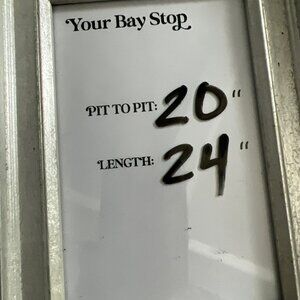 Your Bay Stop
PIT TO PIT: 20"
LENGTH: 24"